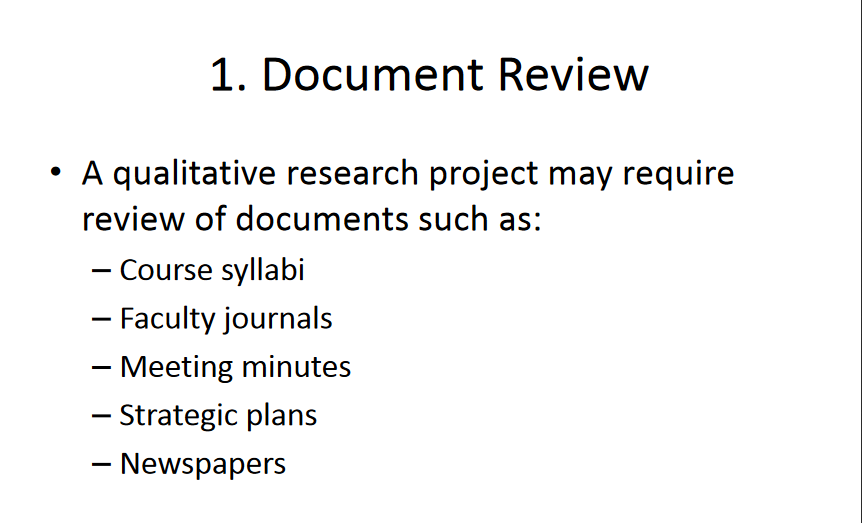 1. Document Review
• A qualitative research project may require
review of documents such as:
– Course syllabi
– Faculty journals
– Meeting minutes
– Strategic plans
– Newspapers